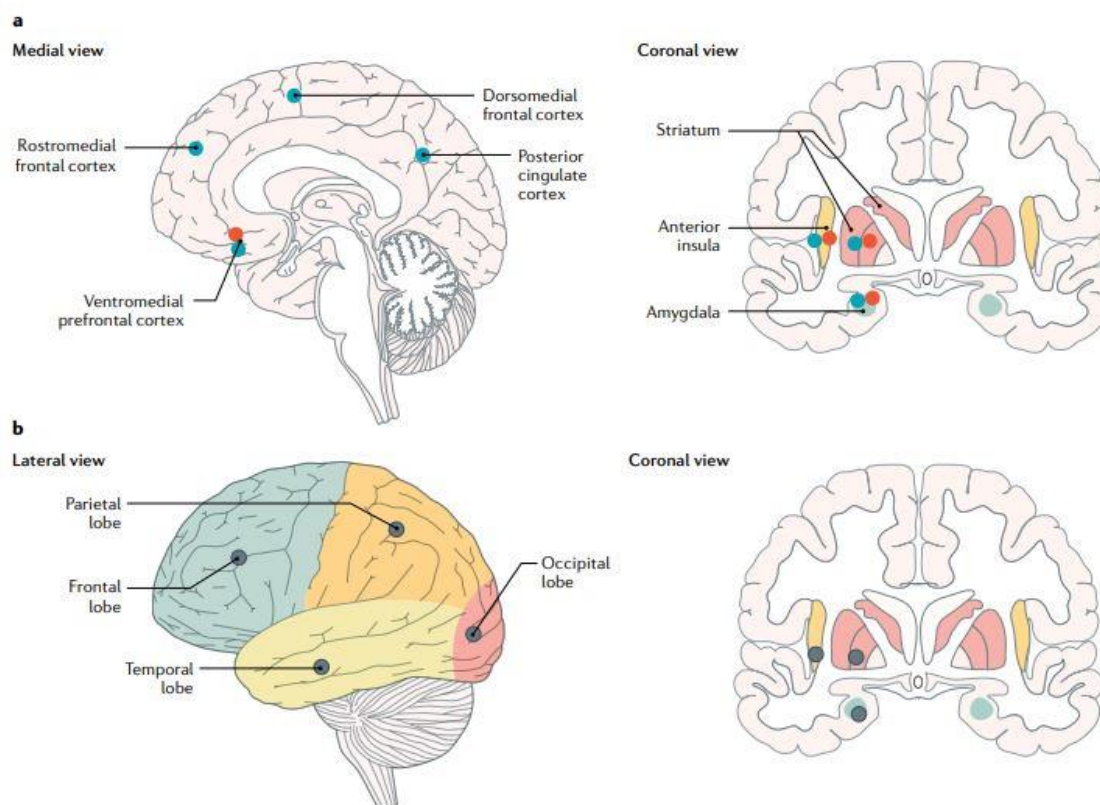 a
Medial view
Coronal view
Dorsomedial
frontal cortex
Rostromedial
frontal cortex
Posterior
cingulate
cortex
Ventromedial
prefrontal cortex
Striatum
Anterior
insula
Amygdala
b
Lateral view
Coronal view
Parietal
lobe
Frontal
lobe
Temporal
lobe
Occipital
lobe